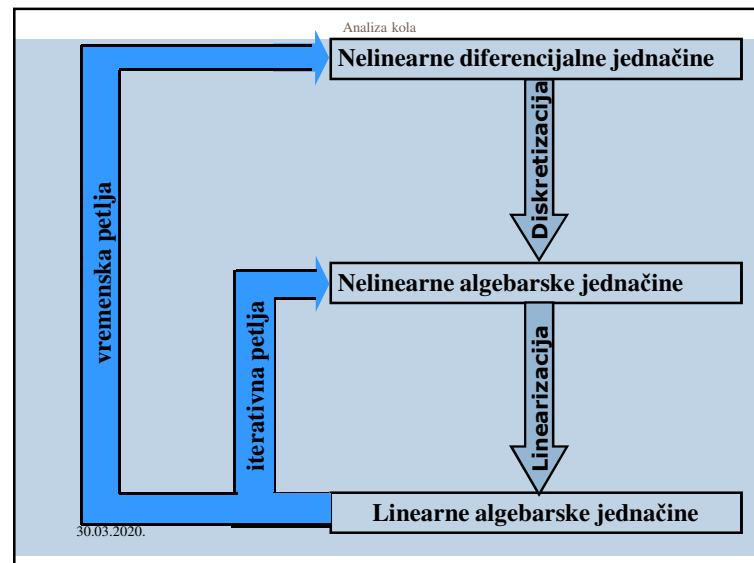 Analiza kola
Nelinearne diferencijalne jednačine
Diskretizacija
vremenska petlja
Nelinearne algebarske jednačine
iterativna petlja
Linearizacija
Linearne algebarske jednačine
30.03.2020.